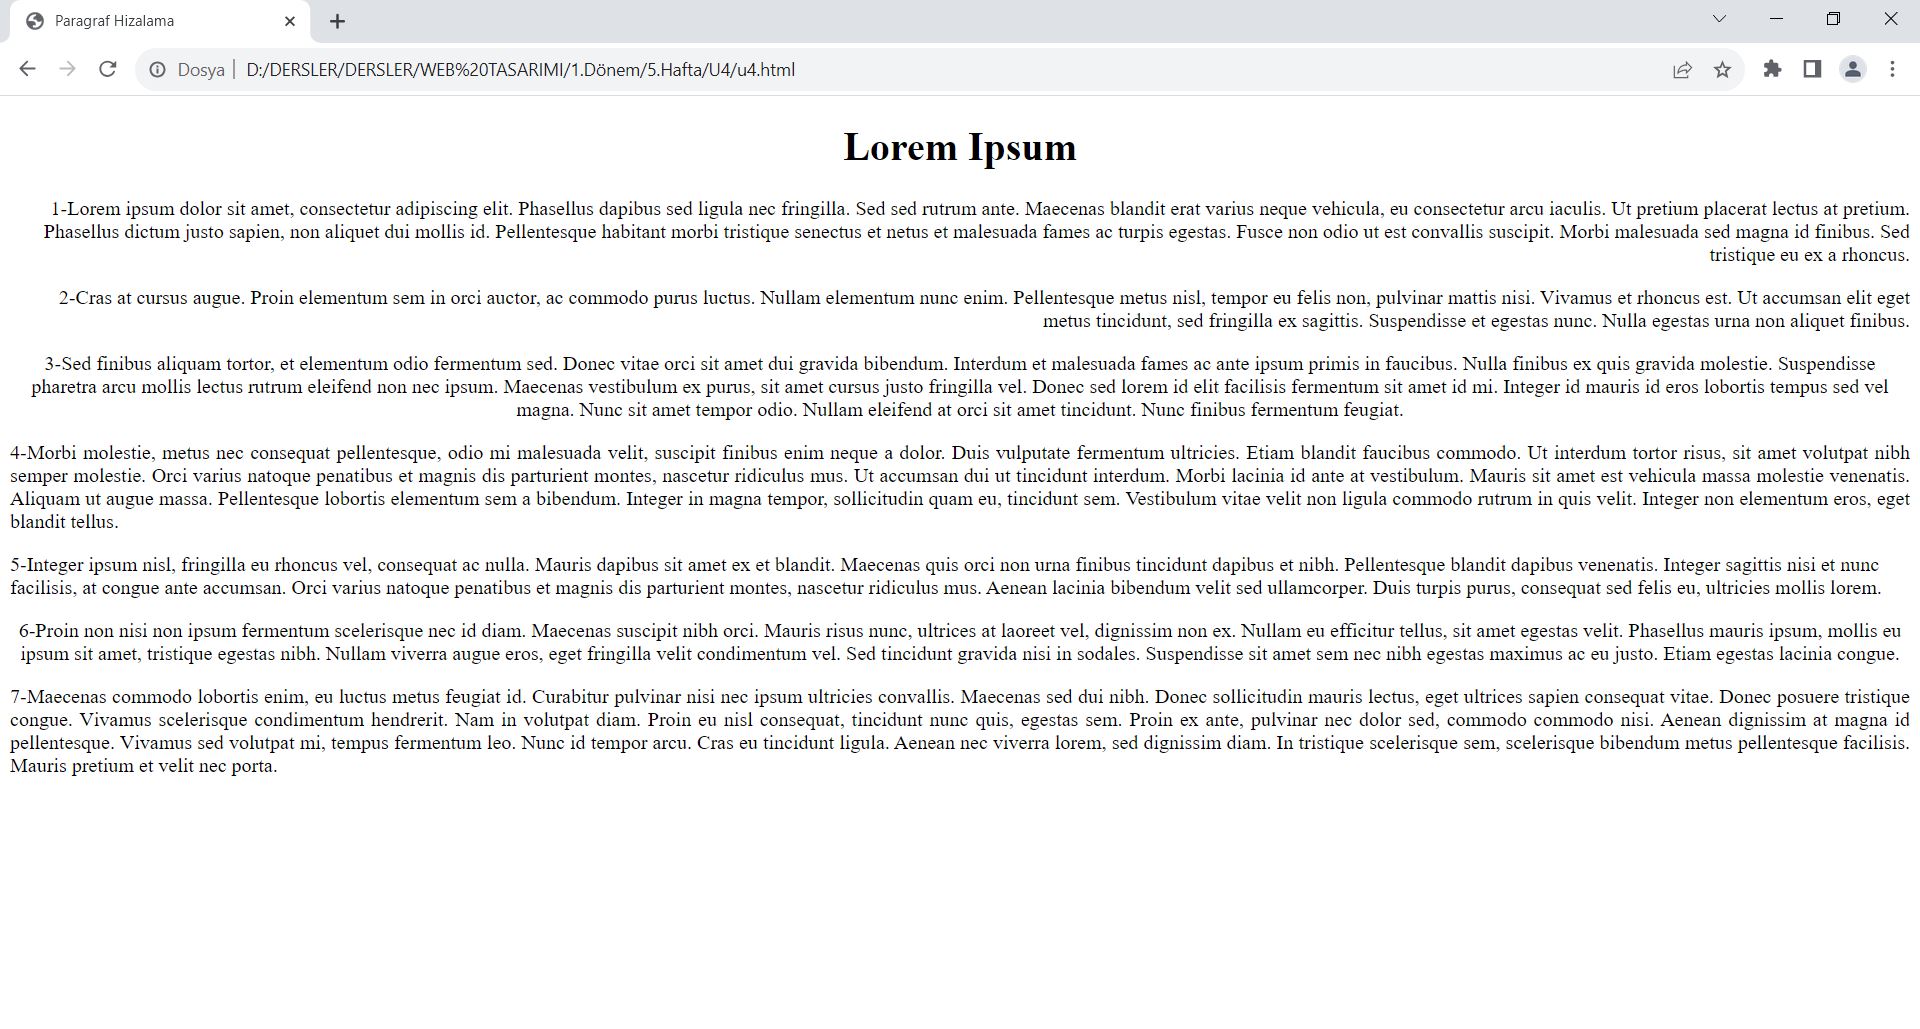 Paragraf Hizalama
Dosya | D:/DERSLER/DERSLER/WEB%20TASARIMI/1.Dönem/5.Hafta/U4/u4.html
Lorem Ipsum
1-Lorem ipsum dolor sit amet, consectetur adipiscing elit. Phasellus dapibus sed ligula nec fringilla. Sed sed rutrum ante. Maecenas blandit erat varius neque vehicula, eu consectetur arcu iaculis. Ut pretium placerat lectus at pretium.
Phasellus dictum justo sapien, non aliquet dui mollis id. Pellentesque habitant morbi tristique senectus et netus et malesuada fames ac turpis egestas. Fusce non odio ut est convallis suscipit. Morbi malesuada sed magna id finibus. Sed
tristique eu ex a rhoncus.
2-Cras at cursus augue. Proin elementum sem in orci auctor, ac commodo purus luctus. Nullam elementum nunc enim. Pellentesque metus nisl, tempor eu felis non, pulvinar mattis nisi. Vivamus et rhoncus est. Ut accumsan elit eget
metus tincidunt, sed fringilla ex sagittis. Suspendisse et egestas nunc. Nulla egestas urna non aliquet finibus.
3-Sed finibus aliquam tortor, et elementum odio fermentum sed. Donec vitae orci sit amet dui gravida bibendum. Interdum et malesuada fames ac ante ipsum primis in faucibus. Nulla finibus ex quis gravida molestie. Suspendisse
pharetra arcu mollis lectus rutrum eleifend non nec ipsum. Maecenas vestibulum ex purus, sit amet cursus justo fringilla vel. Donec sed lorem id elit facilisis fermentum sit amet id mi. Integer id mauris id eros lobortis tempus sed vel
magna. Nunc sit amet tempor odio. Nullam eleifend at orci sit amet tincidunt. Nunc finibus fermentum feugiat.
4-Morbi molestie, metus nec consequat pellentesque, odio mi malesuada velit, suscipit finibus enim neque a dolor. Duis vulputate fermentum ultricies. Etiam blandit faucibus commodo. Ut interdum tortor risus, sit amet volutpat nibh
semper molestie. Orci varius natoque penatibus et magnis dis parturient montes, nascetur ridiculus mus. Ut accumsan dui ut tincidunt interdum. Morbi lacinia id ante at vestibulum. Mauris sit amet est vehicula massa molestie venenatis.
Aliquam ut augue massa. Pellentesque lobortis elementum sem a bibendum. Integer in magna tempor, sollicitudin quam eu, tincidunt sem. Vestibulum vitae velit non ligula commodo rutrum in quis velit. Integer non elementum eros, eget
blandit tellus.
5-Integer ipsum nisl, fringilla eu rhoncus vel, consequat ac nulla. Mauris dapibus sit amet ex et blandit. Maecenas quis orci non urna finibus tincidunt dapibus et nibh. Pellentesque blandit dapibus venenatis. Integer sagittis nisi et nunc
facilisis, at congue ante accumsan. Orci varius natoque penatibus et magnis dis parturient montes, nascetur ridiculus mus. Aenean lacinia bibendum velit sed ullamcorper. Duis turpis purus, consequat sed felis eu, ultricies mollis lorem.
6-Proin non nisi non ipsum fermentum scelerisque nec id diam. Maecenas suscipit nibh orci. Mauris risus nunc, ultrices at laoreet vel, dignissim non ex. Nullam eu efficitur tellus, sit amet egestas velit. Phasellus mauris ipsum, mollis eu
ipsum sit amet, tristique egestas nibh. Nullam viverra augue eros, eget fringilla velit condimentum vel. Sed tincidunt gravida nisi in sodales. Suspendisse sit amet sem nec nibh egestas maximus ac eu justo. Etiam egestas lacinia congue.
7-Maecenas commodo lobortis enim, eu luctus metus feugiat id. Curabitur pulvinar nisi nec ipsum ultricies convallis. Maecenas sed dui nibh. Donec sollicitudin mauris lectus, eget ultrices sapien consequat vitae. Donec posuere tristique
congue. Vivamus scelerisque condimentum hendrerit. Nam in volutpat diam. Proin eu nisl consequat, tincidunt nunc quis, egestas sem. Proin ex ante, pulvinar nec dolor sed, commodo commodo nisi. Aenean dignissim at magna id
pellentesque. Vivamus sed volutpat mi, tempus fermentum leo. Nunc id tempor arcu. Cras eu tincidunt ligula. Aenean nec viverra lorem, sed dignissim diam. In tristique scelerisque sem, scelerisque bibendum metus pellentesque facilisis.
Mauris pretium et velit nec porta.